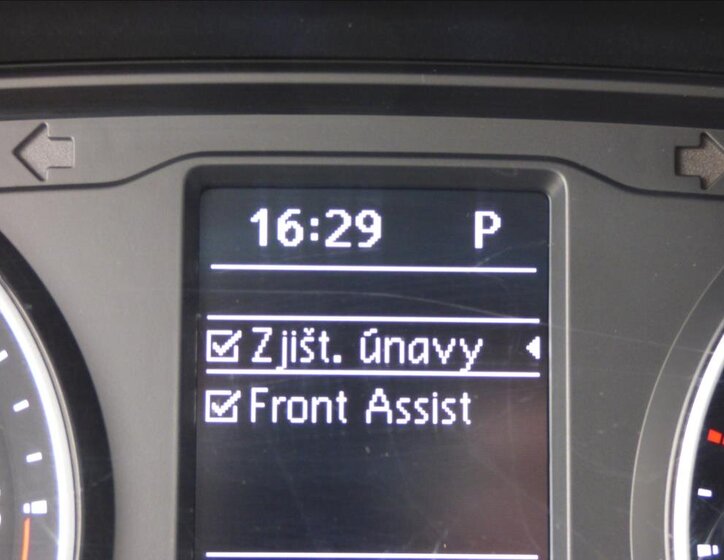 16:29 P
Zjišt. únavy
Front Assist